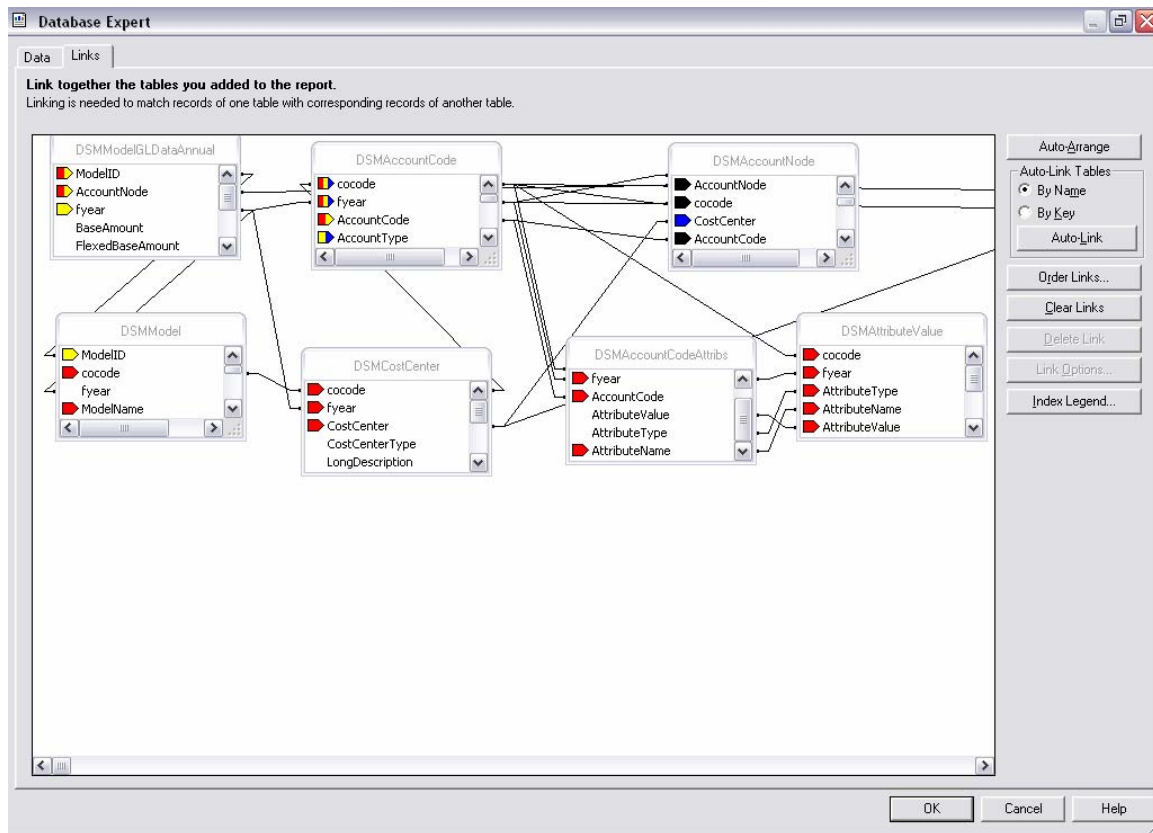 Database Expert
Data
Links
Link together the tables you added to the report.
Linking is needed to match records of one table with corresponding records of another table.
DSMModelGLDataAnnual
ModelID
AccountNode
fyear
BaseAmount
FlexedBaseAmount
DSMAccountCode
cocode
fyear
AccountCode
AccountType
DSMAccountNode
AccountNode
cocode
CostCenter
AccountCode
DSMModel
ModelID
cocode
fyear
ModelName
DSMCostCenter
cocode
fyear
CostCenter
CostCenterType
LongDescription
DSMAccountCodeAttribs
fyear
AccountCode
AttributeValue
AttributeType
AttributeName
DSMAttributeValue
cocode
fyear
AttributeType
AttributeName
AttributeValue
Auto-Arrange
Auto-Link Tables
By Name
By Key
Auto-Link
Order Links...
Clear Links
Delete Link
Link Options...
Index Legend...
OK
Cancel
Help